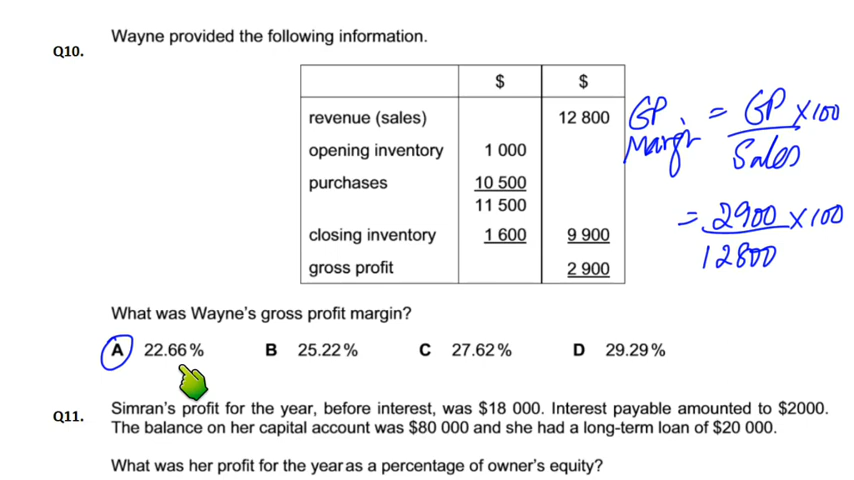 Q10. Wayne provided the following information.
$ $
revenue (sales) 12 800
opening inventory 1 000
purchases 10 500
11 500
closing inventory 1 600 9 900
gross profit 2 900
GP Margin = GP × 100
Sales
= 2900 × 100
12800
What was Wayne's gross profit margin?
A 22.66 % B 25.22 % C 27.62 % D 29.29 %
Q11. Simran's profit for the year, before interest, was $18 000. Interest payable amounted to $2000.
The balance on her capital account was $80 000 and she had a long-term loan of $20 000.
What was her profit for the year as a percentage of owner's equity?